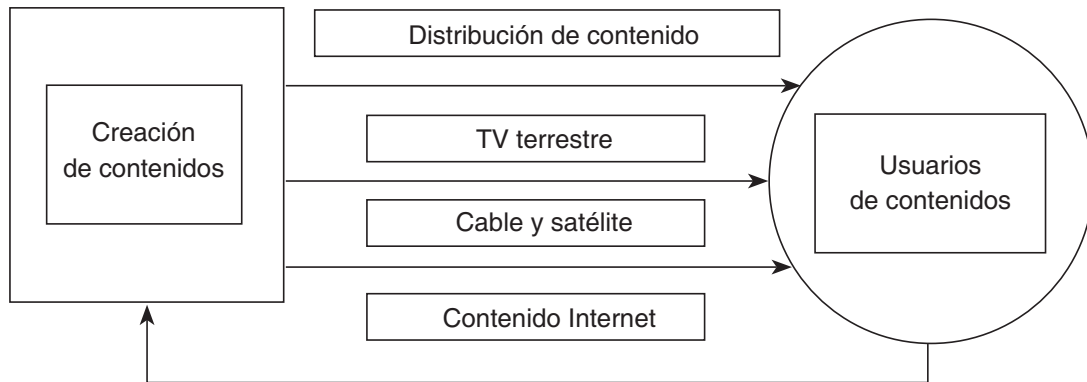 Distribución de contenido
Creación
de contenidos
TV terrestre
Usuarios
de contenidos
Cable y satélite
Contenido Internet